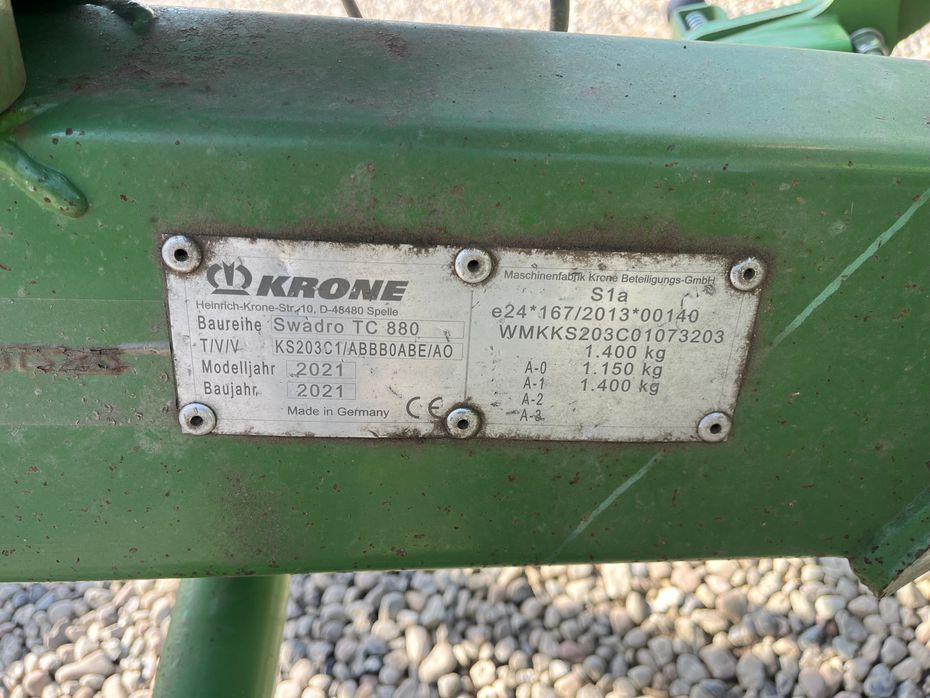 KRONE
Heinrich-Krone-Str. 10, D-48480 Spelle
Baureihe Swadro TC 880
T/V/V KS203C1/ABBB0ABE/AO
Modelljahr 2021
Baujahr 2021
Made in Germany CE
Maschinenfabrik Krone Beteiligungs-GmbH
S1a
e24*167/2013*00140
WMKKS203C01073203
1.400 kg
A-0 1.150 kg
A-1 1.400 kg
A-2
A-3